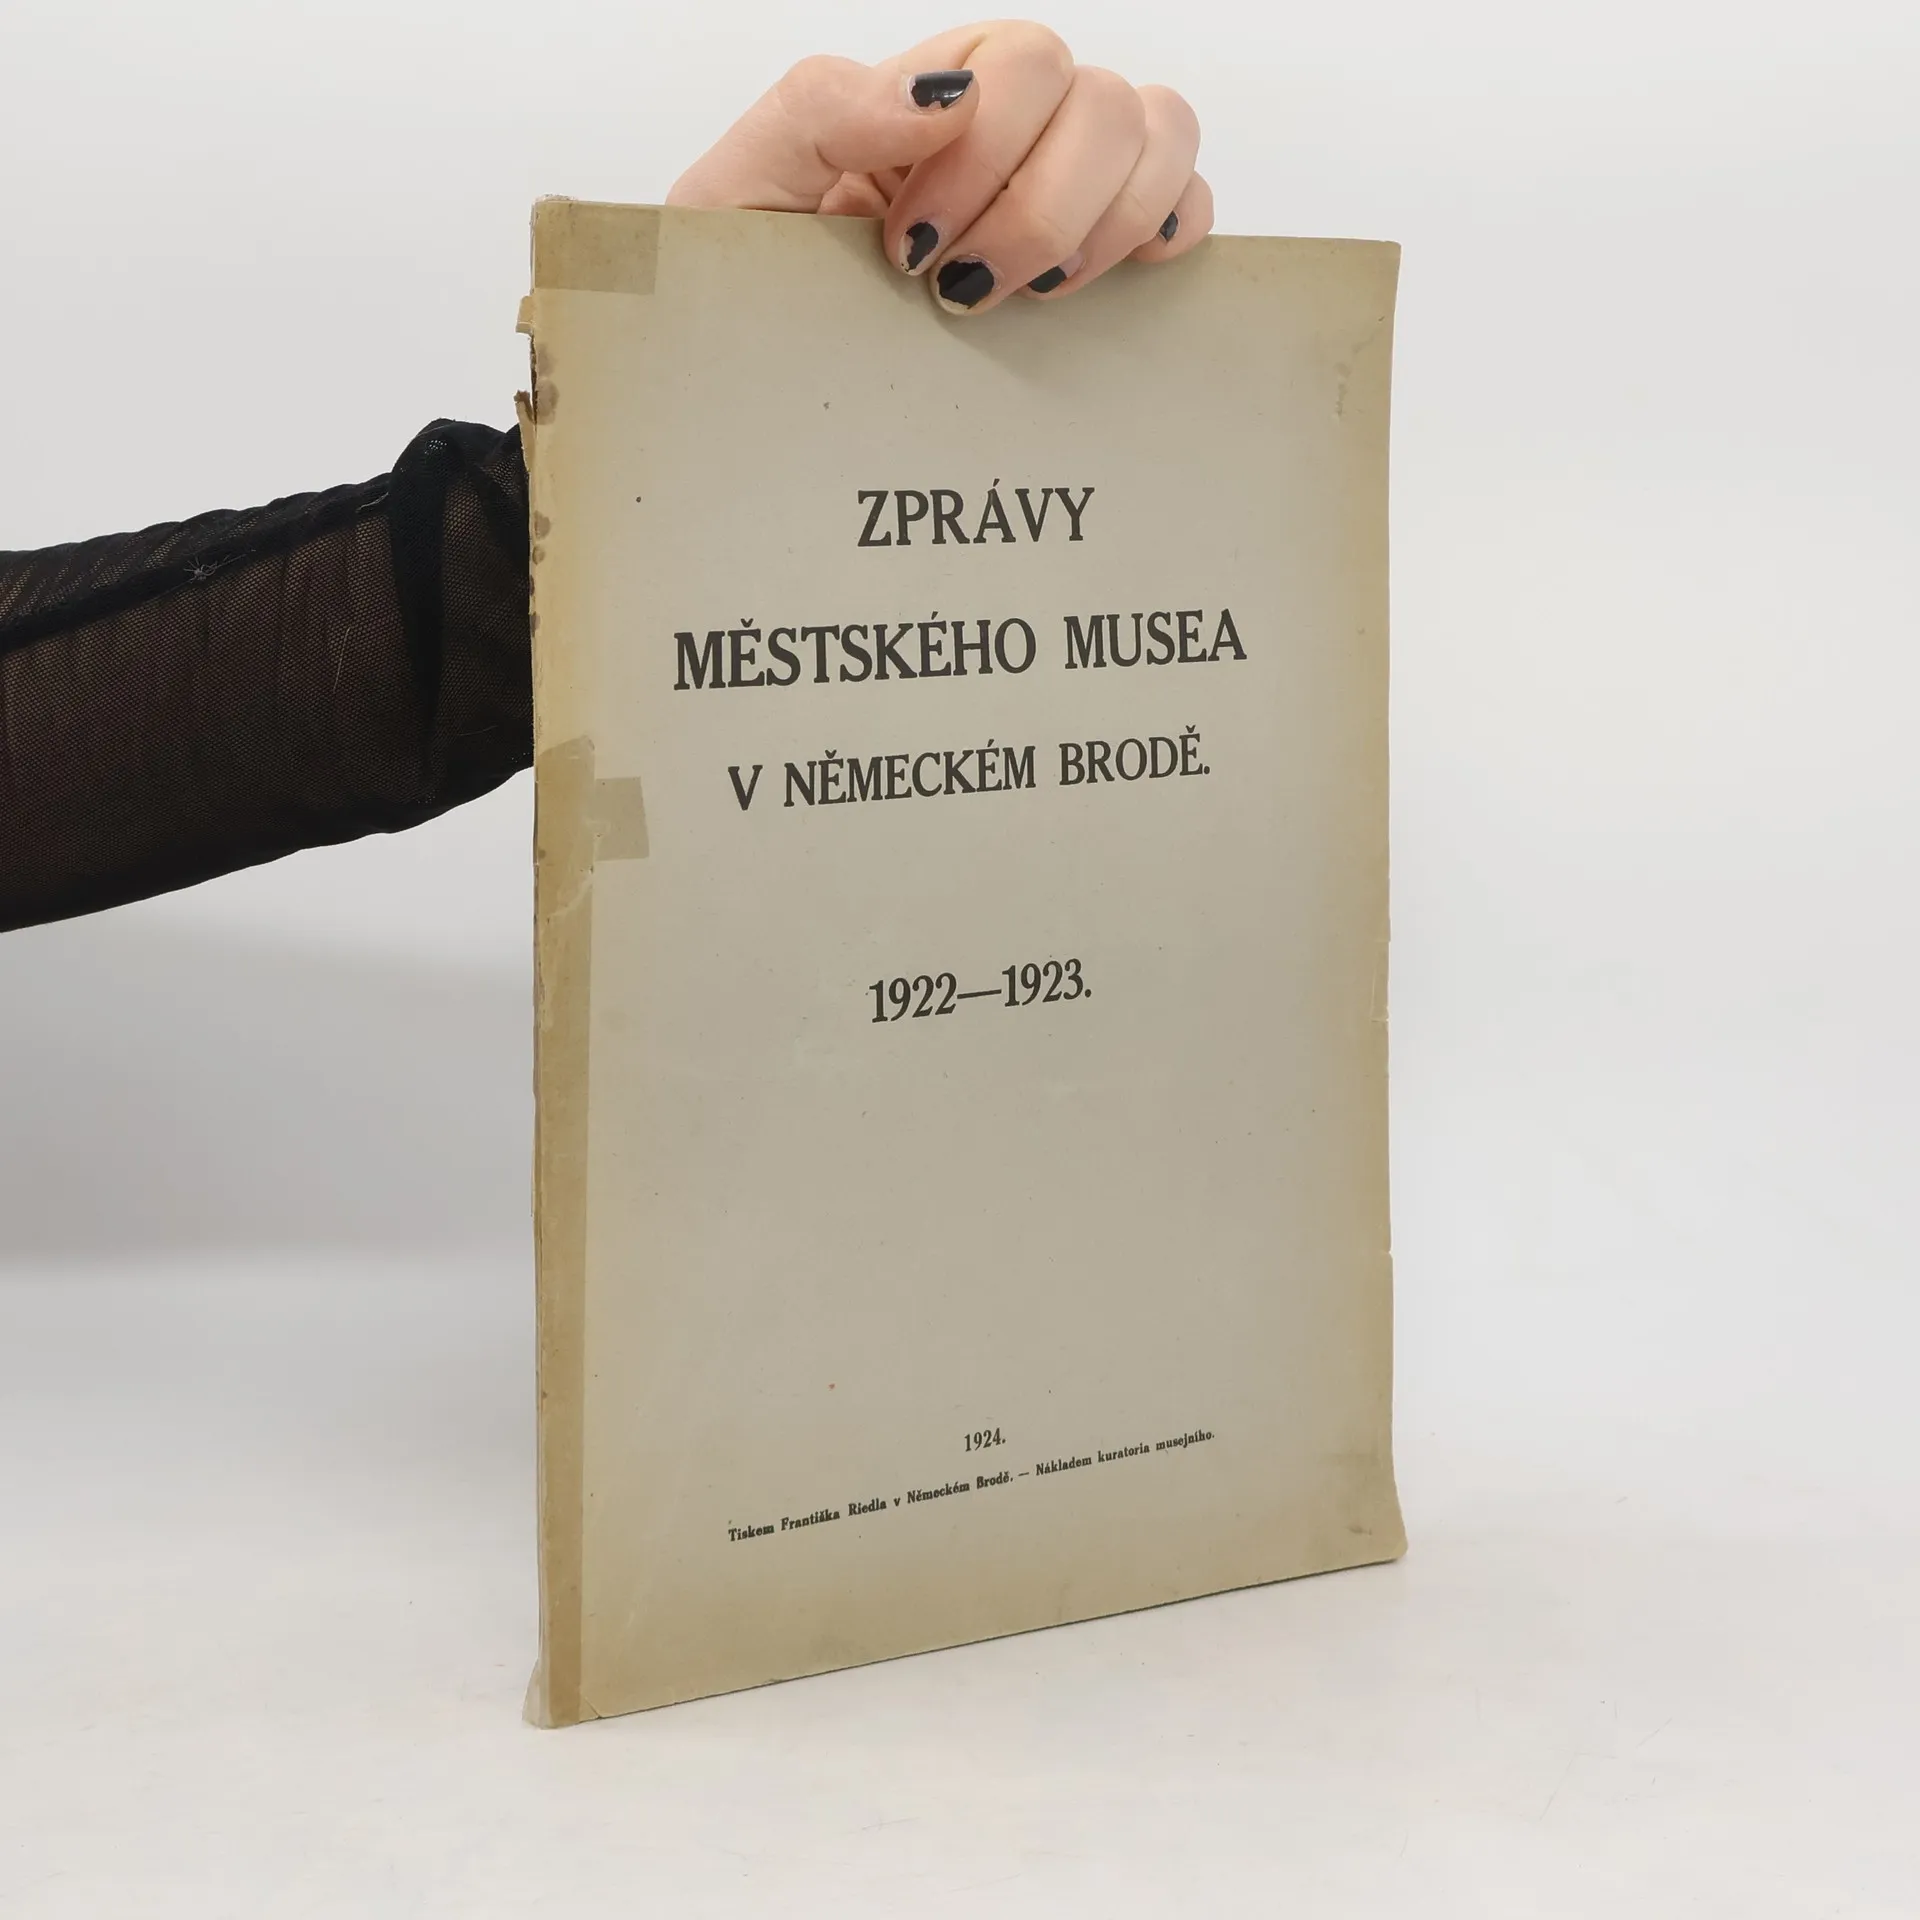 ZPRÁVY
MĚSTSKÉHO MUSEA
V NĚMECKÉM BRODĚ.
1922—1923.
1924.
Tiskem Františka Riedla v Německém Brodě. — Nákladem kuratoria musejního.